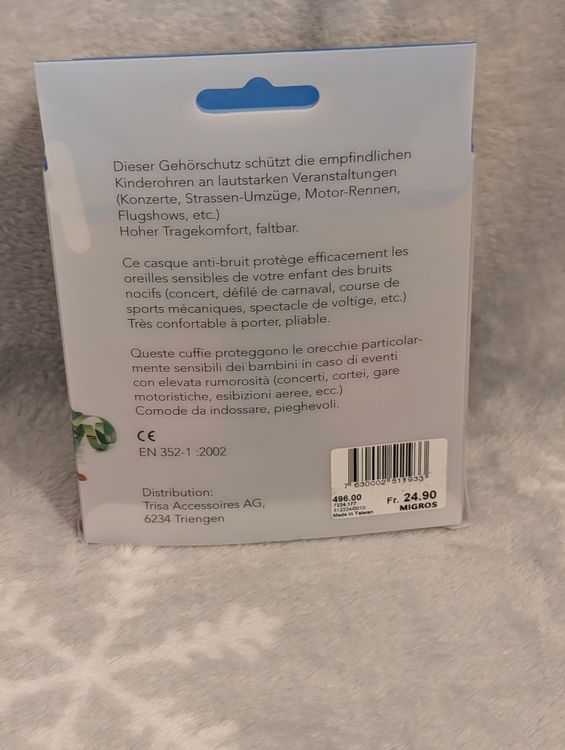 Dieser Gehörschutz schützt die empfindlichen
Kinderohren an lautstarken Veranstaltungen
(Konzerte, Strassen-Umzüge, Motor-Rennen,
Flugshows, etc.)
Hoher Tragekomfort, faltbar.
Ce casque anti-bruit protège efficacement les
oreilles sensibles de votre enfant des bruits
nocifs (concert, défilé de carnaval, course de
sports mécaniques, spectacle de voltige, etc.)
Très confortable à porter, pliable.
Queste cuffie proteggono le orecchie particolar-
mente sensibili dei bambini in caso di eventi
con elevata rumorosità (concerti, cortei, gare
motoristiche, esibizioni aeree, ecc.)
Comode da indossare, pieghevoli.
CE
EN 352-1 :2002
Distribution:
Trisa Accessoires AG,
6234 Triengen
7 630002 511933
496.00
7224.177
Fr. 24.90
MIGROS
Made in Taiwan